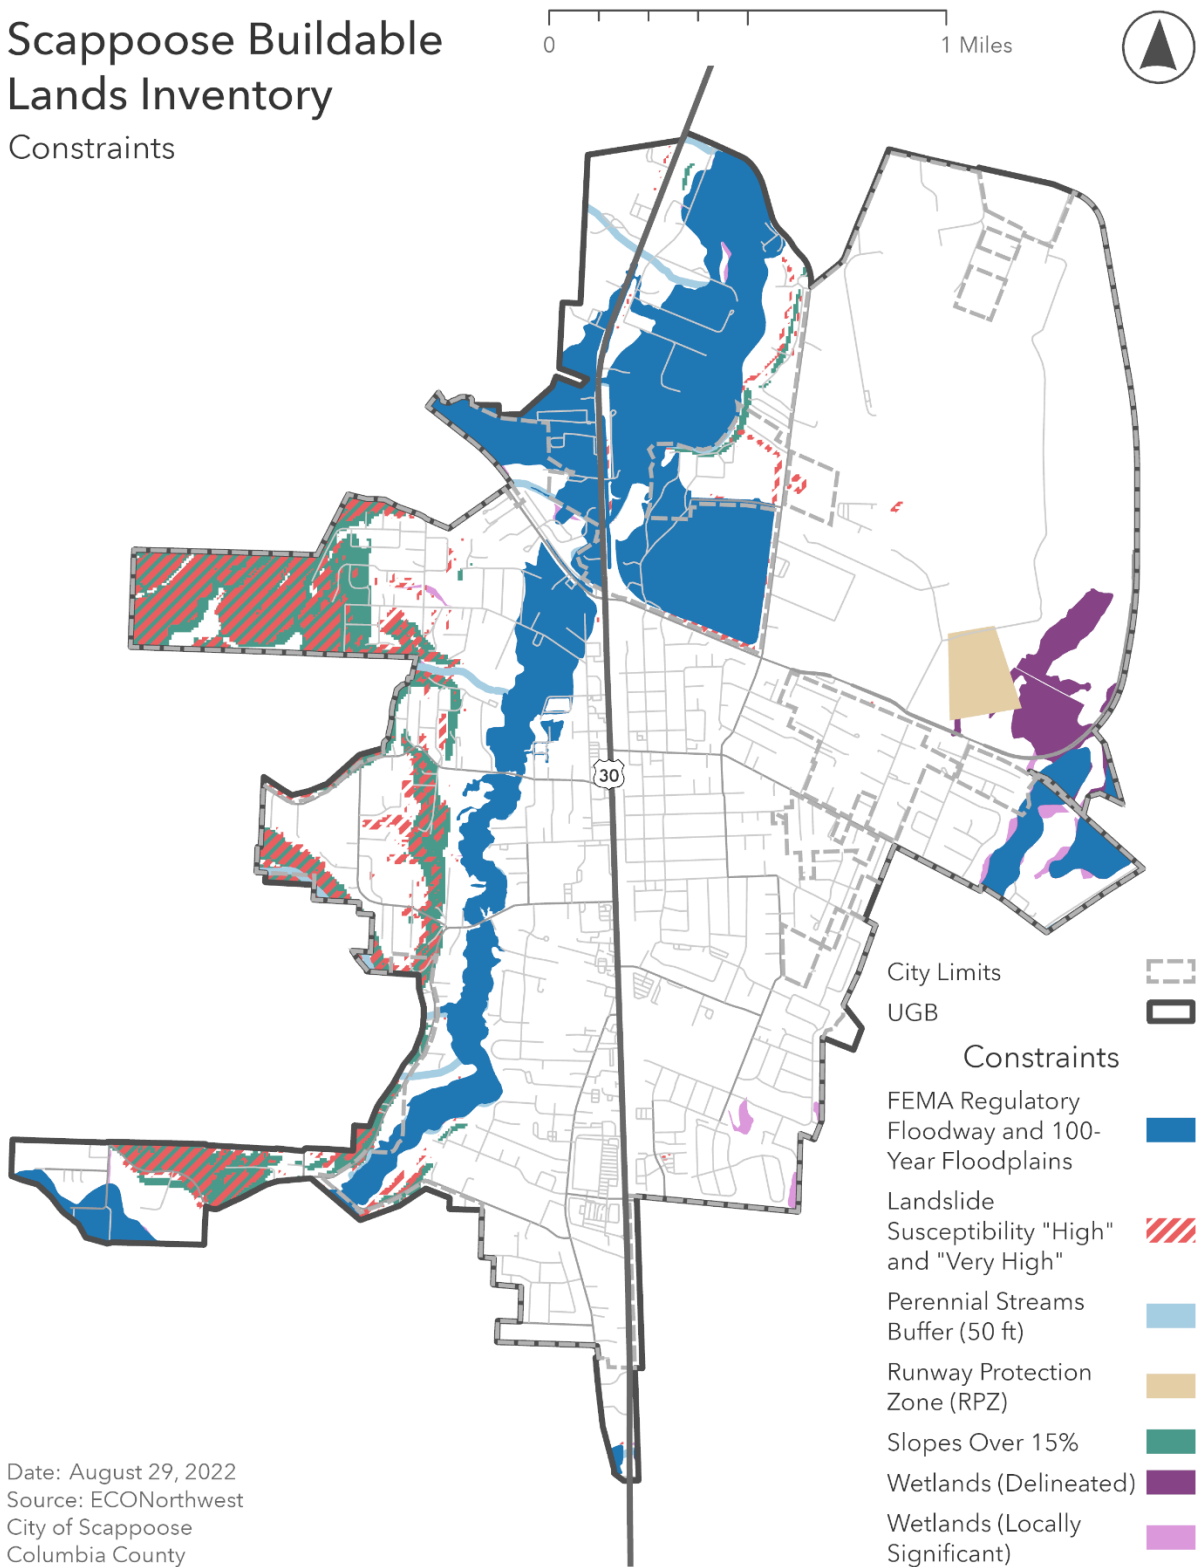 Scappoose Buildable
Lands Inventory
Constraints
0
1 Miles
30
City Limits
UGB
Constraints
FEMA Regulatory
Floodway and 100-
Year Floodplains
Landslide
Susceptibility "High"
and "Very High"
Perennial Streams
Buffer (50 ft)
Runway Protection
Zone (RPZ)
Slopes Over 15%
Wetlands (Delineated)
Wetlands (Locally
Significant)
Date: August 29, 2022
Source: ECONorthwest
City of Scappoose
Columbia County